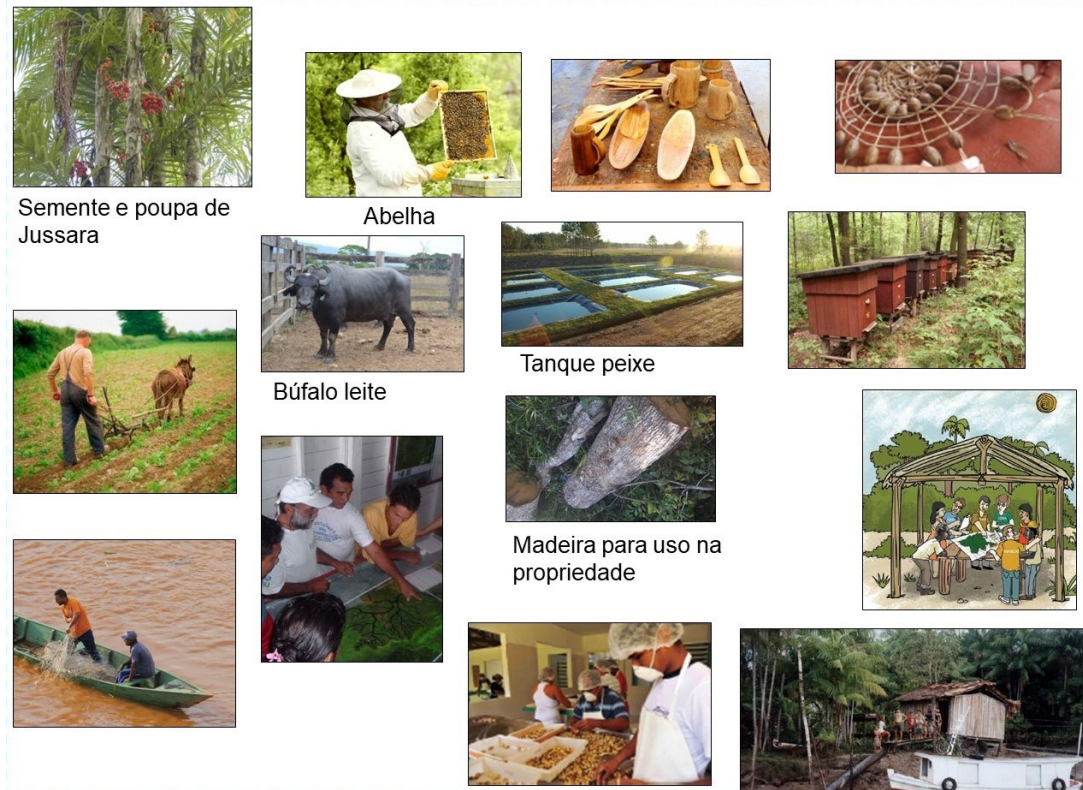 Semente e poupa de
Jussara
Abelha
Búfalo leite
Tanque peixe
Madeira para uso na
propriedade